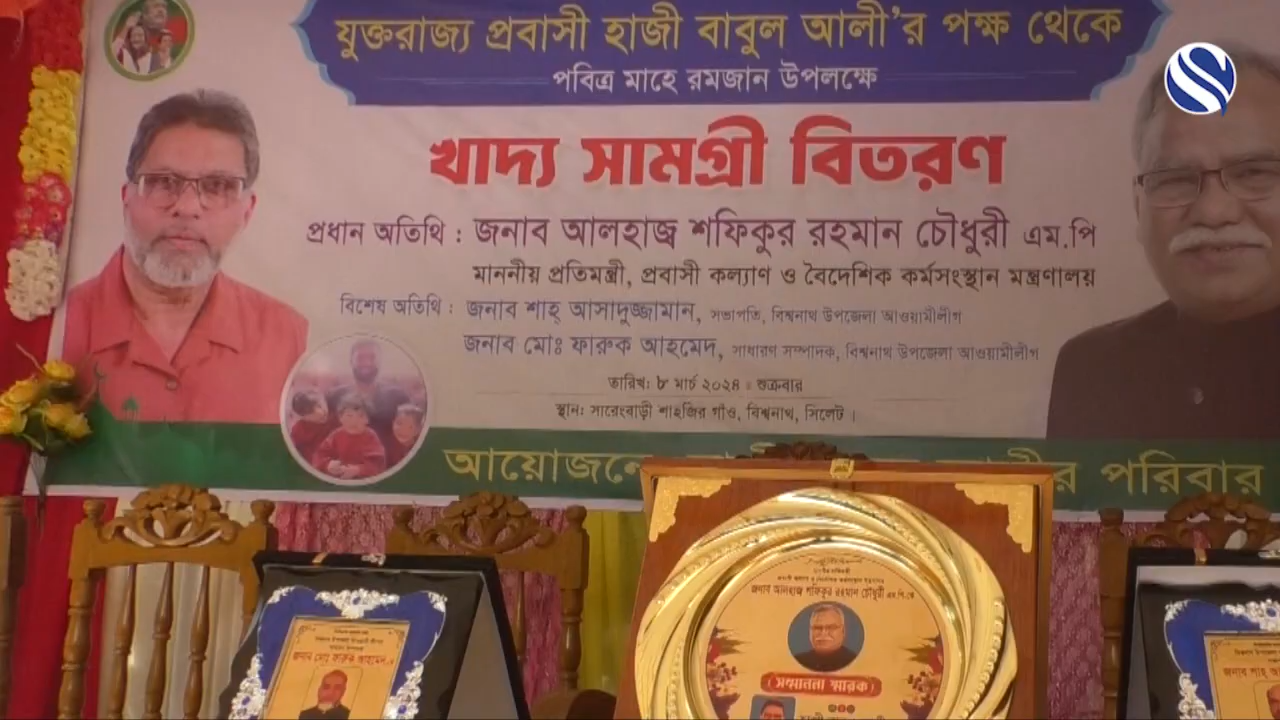 যুক্তরাজ্য প্রবাসী হাজী বাবুল আলী'র পক্ষ থেকে
পবিত্র মাহে রমজান উপলক্ষে
খাদ্য সামগ্রী বিতরণ
প্রধান অতিথি : জনাব আলহাজ্ব শফিকুর রহমান চৌধুরী এম.পি
মাননীয় প্রতিমন্ত্রী, প্রবাসী কল্যাণ ও বৈদেশিক কর্মসংস্থান মন্ত্রণালয়
বিশেষ অতিথি : জনাব শাহ্ আসাদুজ্জামান, সভাপতি, বিশ্বনাথ উপজেলা আওয়ামীলীগ
জনাব মোঃ ফারুক আহমেদ, সাধারণ সম্পাদক, বিশ্বনাথ উপজেলা আওয়ামীলীগ
তারিখ: ৮ মার্চ ২০২৪ ॥ শুক্রবার
স্থান: সারেংবাড়ী শাহজির গাঁও, বিশ্বনাথ, সিলেট ।
আয়োজনে পরিবার
জনাব আলহাজ্ব শফিকুর রহমান চৌধুরী এম.পি-কে
(সম্মাননা স্মারক)
জনাব মোঃ ফারুক আহমেদ-কে
জনাব শাহ্